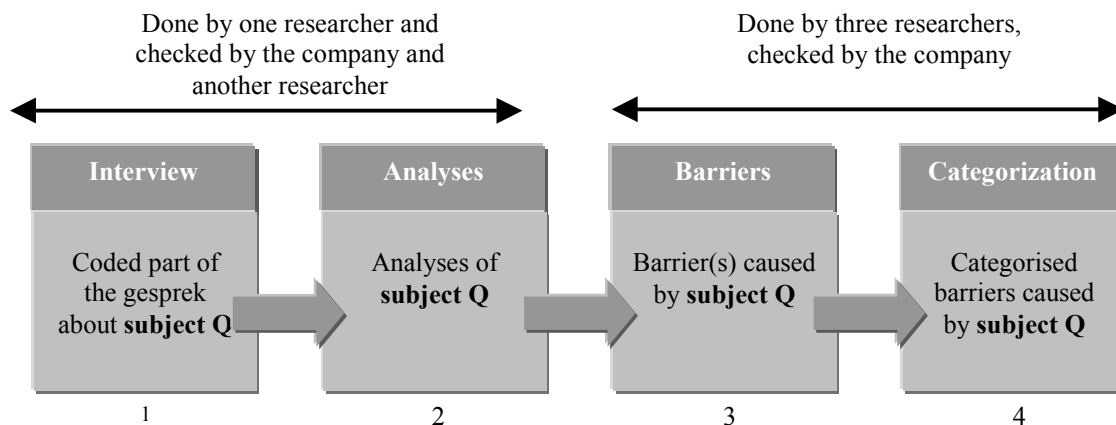 Done by one researcher and
checked by the company and
another researcher
Done by three researchers,
checked by the company
Interview
Coded part of
the gesprek
about subject Q
1
Analyses
Analyses of
subject Q
2
Barriers
Barrier(s) caused
by subject Q
3
Categorization
Categorised
barriers caused
by subject Q
4